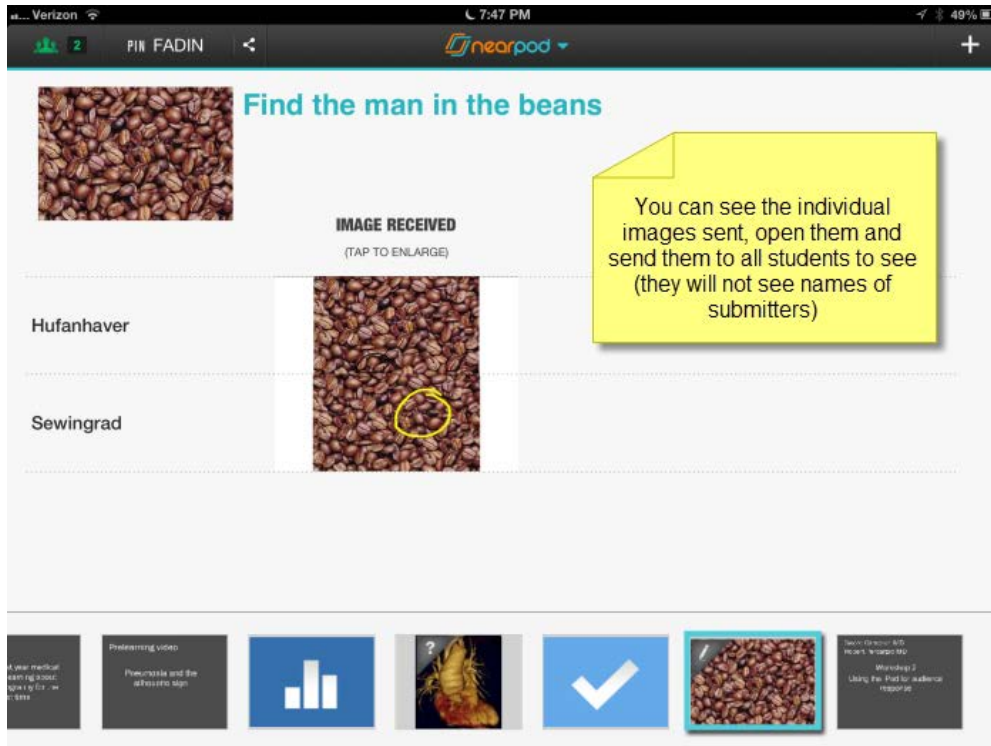 Verizon 7:47 PM 49%
2 PIN FADIN nearpod +
Find the man in the beans
You can see the individual
images sent, open them and
send them to all students to see
(they will not see names of
submitters)
IMAGE RECEIVED
(TAP TO ENLARGE)
Hufanhaver
Sewingrad
Prelearning video
Pneumonia and the
silhouette sign
?
Workshop 2
Using the iPad for audience
response